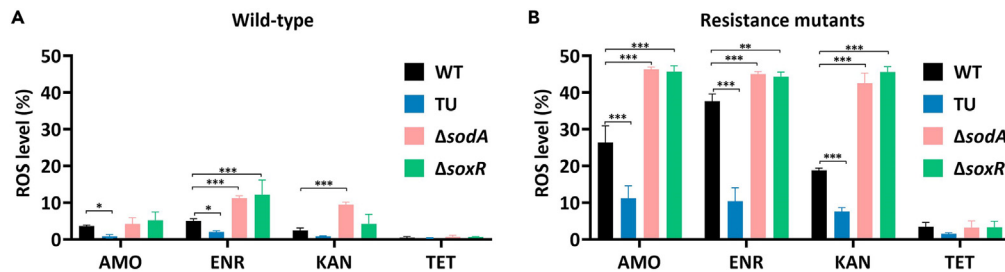 A
Wild-type
ROS level (%)
50
40
30
20
10
0
AMO ENR KAN TET
* *** *** * ***
WT
TU
ΔsodA
ΔsoxR
B
Resistance mutants
ROS level (%)
50
40
30
20
10
0
AMO ENR KAN TET
*** *** *** ** *** *** *** *** ***
WT
TU
ΔsodA
ΔsoxR